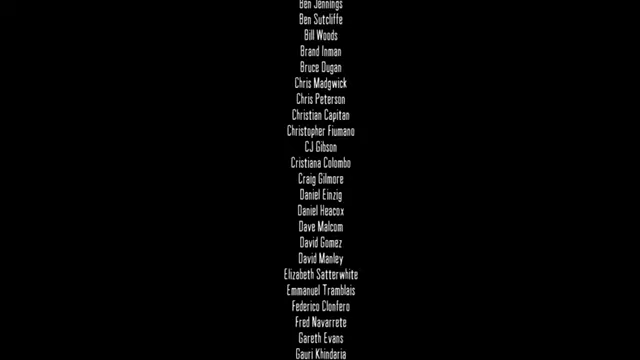 Ben Jennings
Ben Sutcliffe
Bill Woods
Brand Inman
Bruce Dugan
Chris Madgwick
Chris Peterson
Christian Capitan
Christopher Fiumano
CJ Gibson
Cristiana Colombo
Craig Gilmore
Daniel Einzig
Daniel Heacox
Dave Malcom
David Gomez
David Manley
Elizabeth Satterwhite
Emmanuel Tramblais
Federico Clonfero
Fred Navarrete
Gareth Evans
Gauri Khindaria